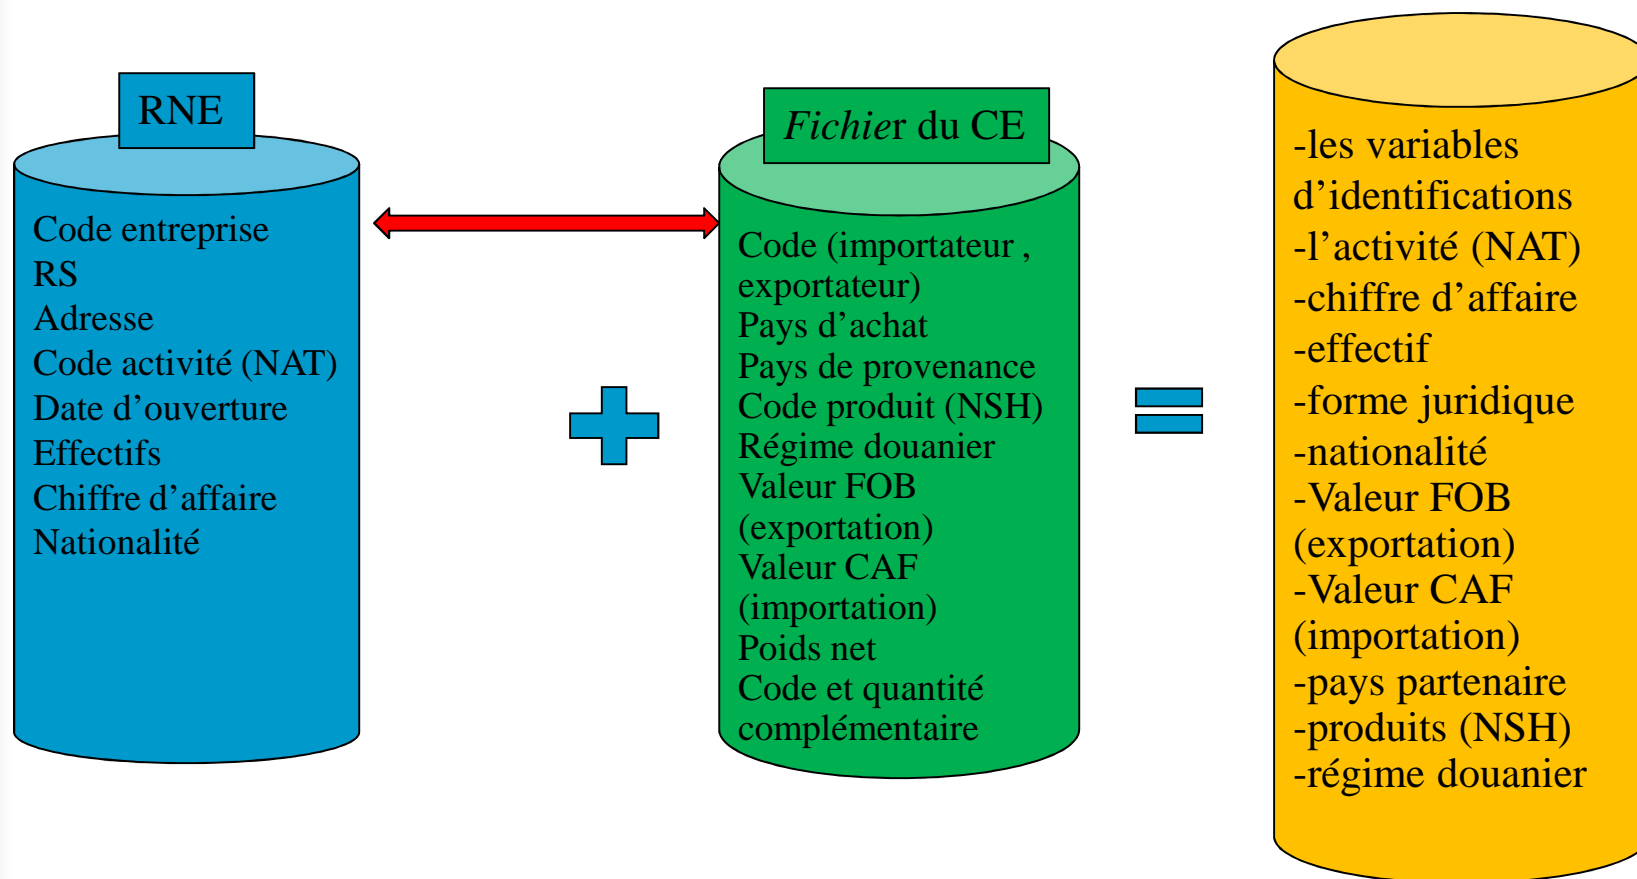 RNE
Code entreprise
RS
Adresse
Code activité (NAT)
Date d’ouverture
Effectifs
Chiffre d’affaire
Nationalité
Fichier du CE
Code (importateur ,
exportateur)
Pays d’achat
Pays de provenance
Code produit (NSH)
Régime douanier
Valeur FOB
(exportation)
Valeur CAF
(importation)
Poids net
Code et quantité
complémentaire
-les variables
d’identifications
-l’activité (NAT)
-chiffre d’affaire
-effectif
-forme juridique
-nationalité
-Valeur FOB
(exportation)
-Valeur CAF
(importation)
-pays partenaire
-produits (NSH)
-régime douanier